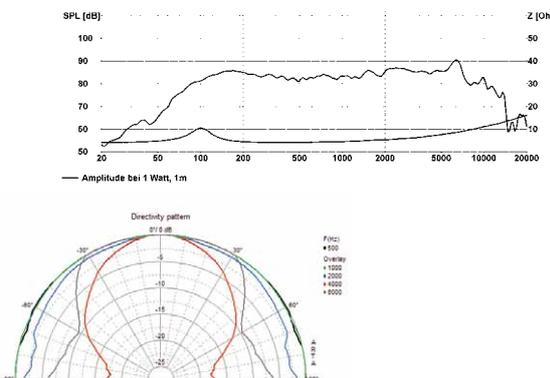 SPL [dB] Z [Oh
100 50
90 40
80 30
70 20
60 10
50
20 50 100 200 500 1000 2000 5000 10000 20000
Amplitude bei 1 Watt, 1m
Directivity pattern
0°/ 0 dB
-30° 30°
-5
-10
-15
-20
-25
-60° 60°
F(Hz)
500
Overlay
1000
2000
4000
8000
A
R
T
A